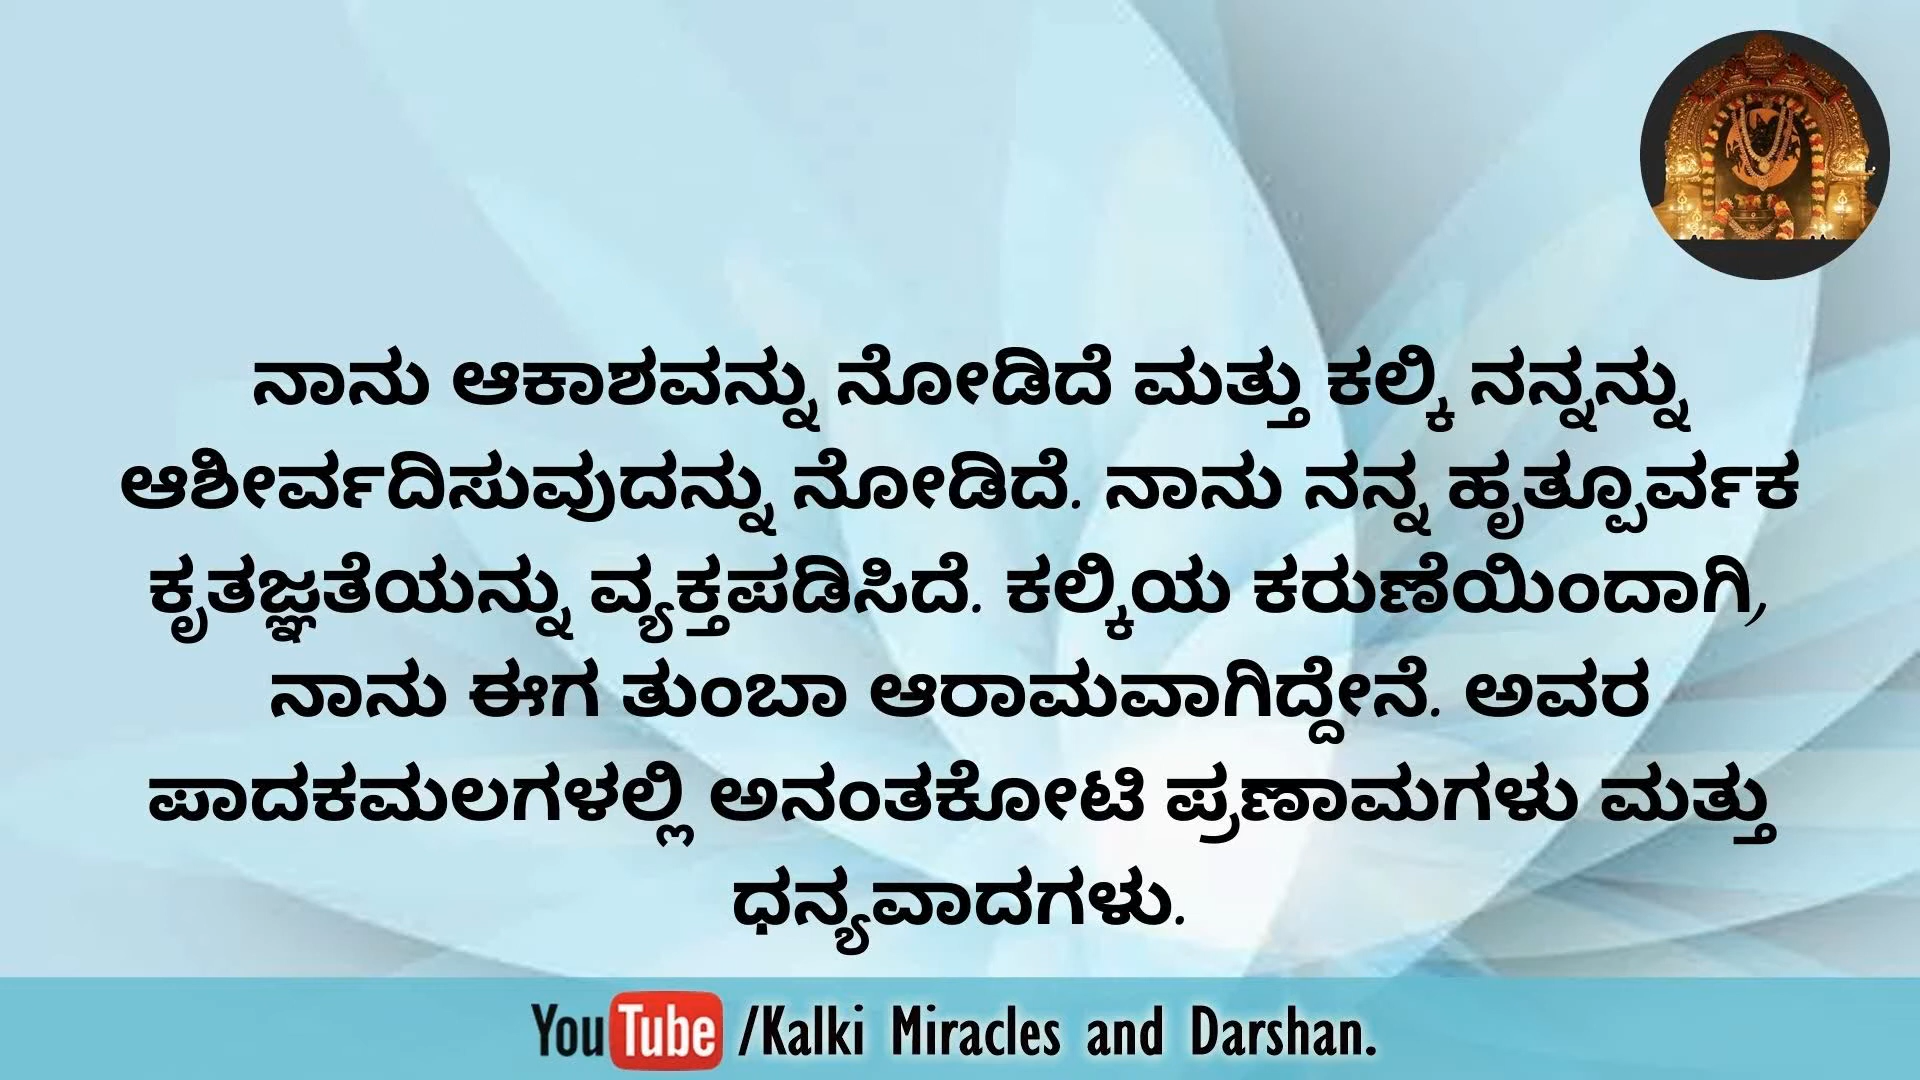 ನಾನು ಆಕಾಶವನ್ನು ನೋಡಿದೆ ಮತ್ತು ಕಲ್ಕಿ ನನ್ನನ್ನು
ಆಶೀರ್ವದಿಸುವುದನ್ನು ನೋಡಿದೆ. ನಾನು ನನ್ನ ಹೃತ್ಪೂರ್ವಕ
ಕೃತಜ್ಞತೆಯನ್ನು ವ್ಯಕ್ತಪಡಿಸಿದೆ. ಕಲ್ಕಿಯ ಕರುಣೆಯಿಂದಾಗಿ,
ನಾನು ಈಗ ತುಂಬಾ ಆರಾಮವಾಗಿದ್ದೇನೆ. ಅವರ
ಪಾದಕಮಲಗಳಲ್ಲಿ ಅನಂತಕೋಟಿ ಪ್ರಣಾಮಗಳು ಮತ್ತು
ಧನ್ಯವಾದಗಳು.
YouTube /Kalki Miracles and Darshan.